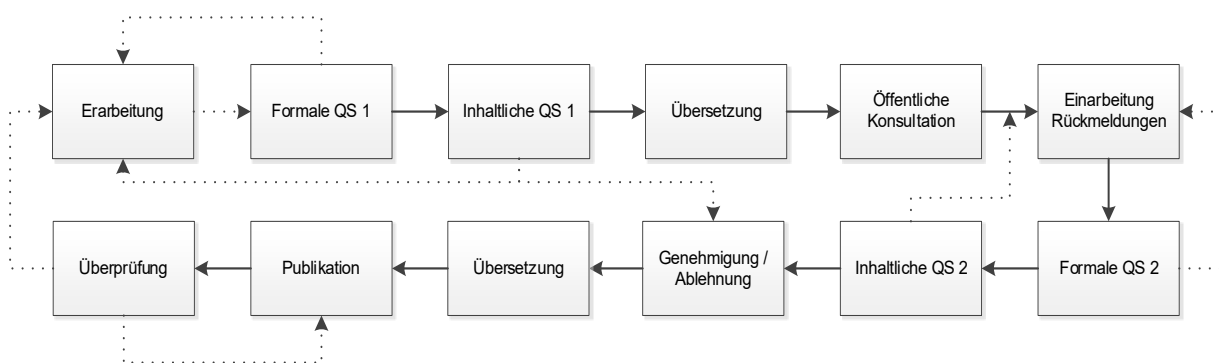 Erarbeitung
Formale QS 1
Inhaltliche QS 1
Übersetzung
Öffentliche
Konsultation
Einarbeitung
Rückmeldungen
Überprüfung
Publikation
Übersetzung
Genehmigung /
Ablehnung
Inhaltliche QS 2
Formale QS 2